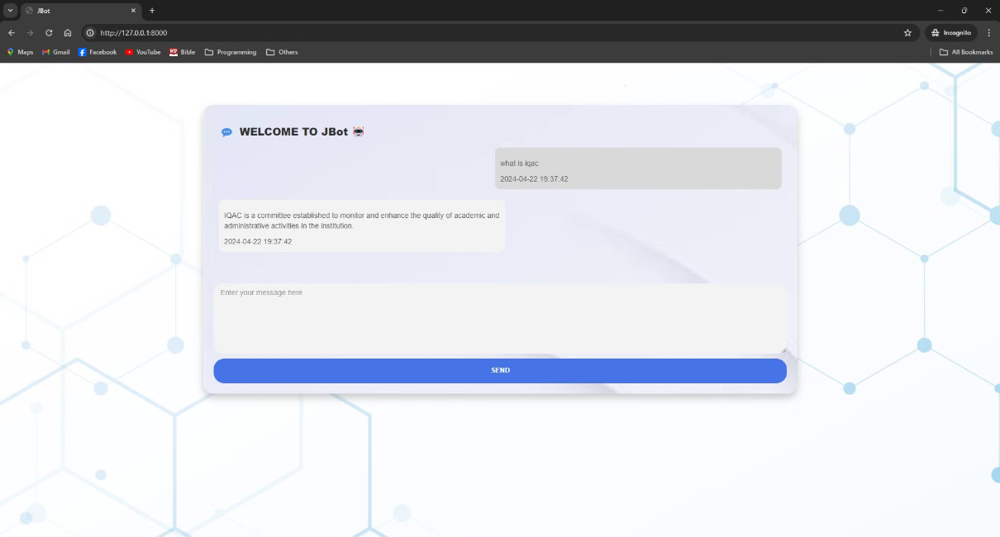 JBot
http://127.0.0.1:8000
Incognito
Maps Gmail Facebook YouTube Bible Programming Others All Bookmarks
WELCOME TO JBot
what is iqac
2024-04-22 19:37:42
IQAC is a committee established to monitor and enhance the quality of academic and
administrative activities in the institution.
2024-04-22 19:37:42
Enter your message here
SEND